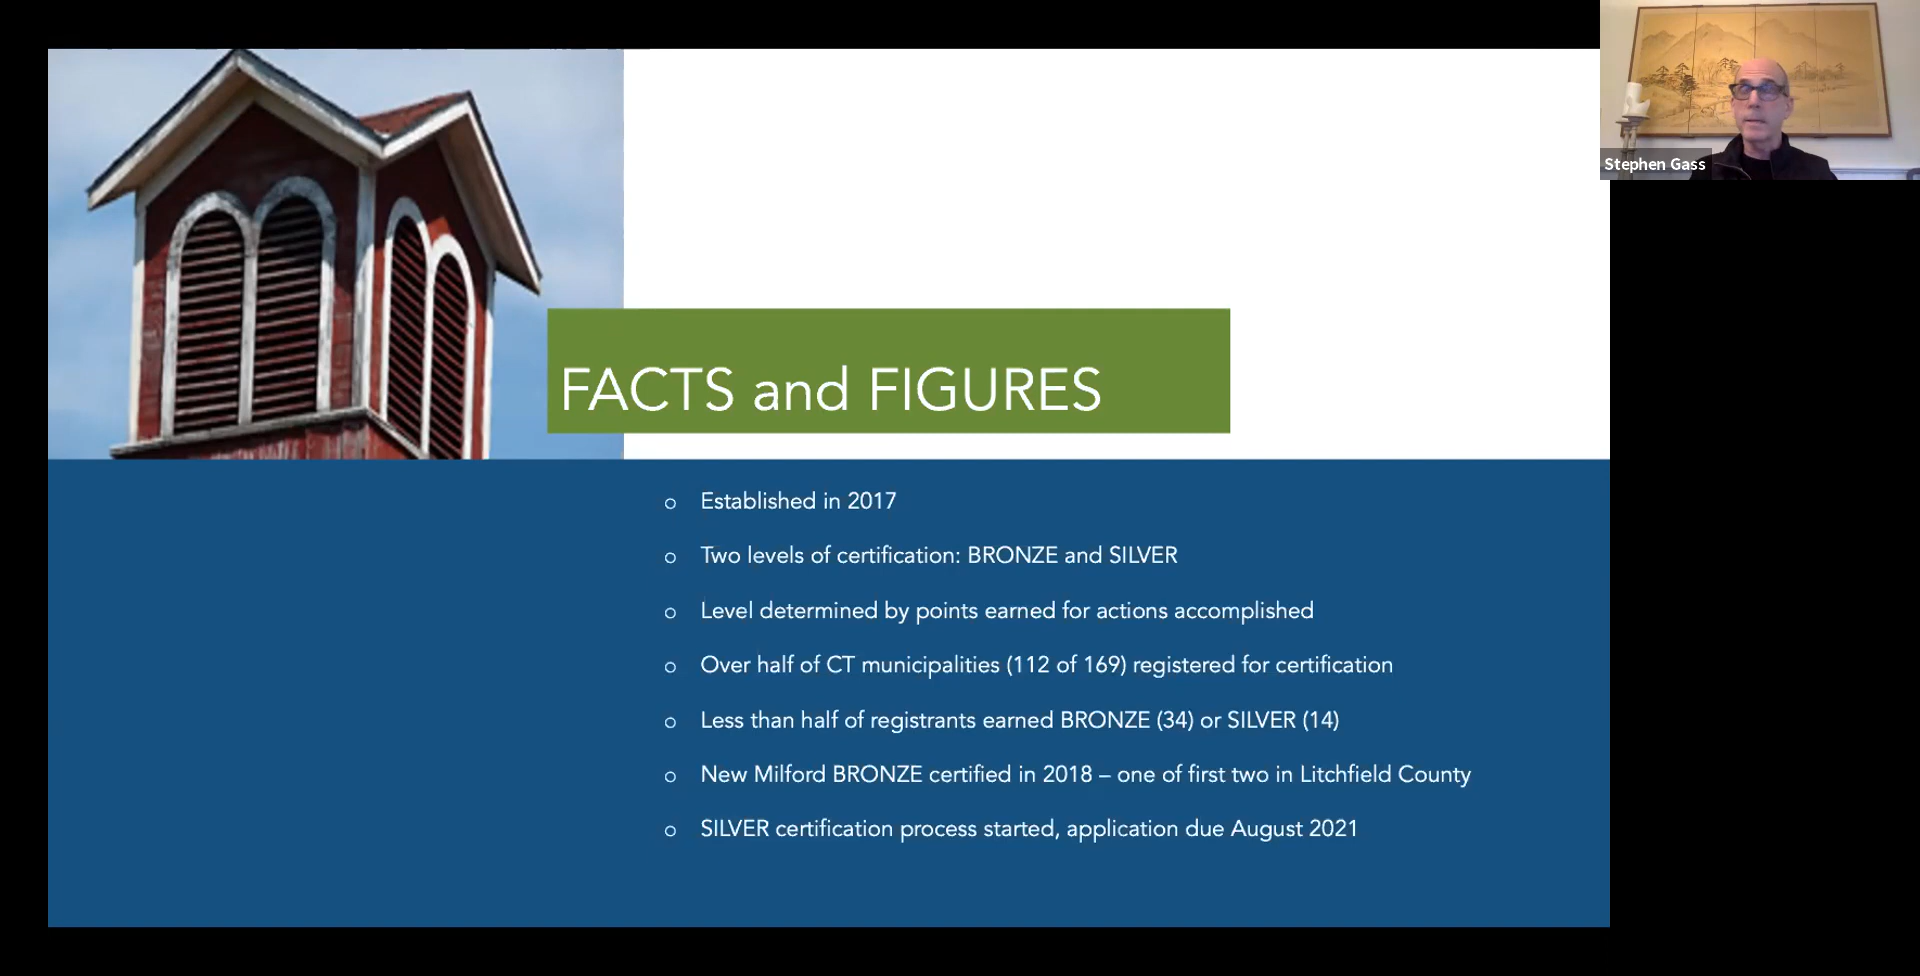 Stephen Gass
FACTS and FIGURES
o Established in 2017
o Two levels of certification: BRONZE and SILVER
o Level determined by points earned for actions accomplished
o Over half of CT municipalities (112 of 169) registered for certification
o Less than half of registrants earned BRONZE (34) or SILVER (14)
o New Milford BRONZE certified in 2018 – one of first two in Litchfield County
o SILVER certification process started, application due August 2021